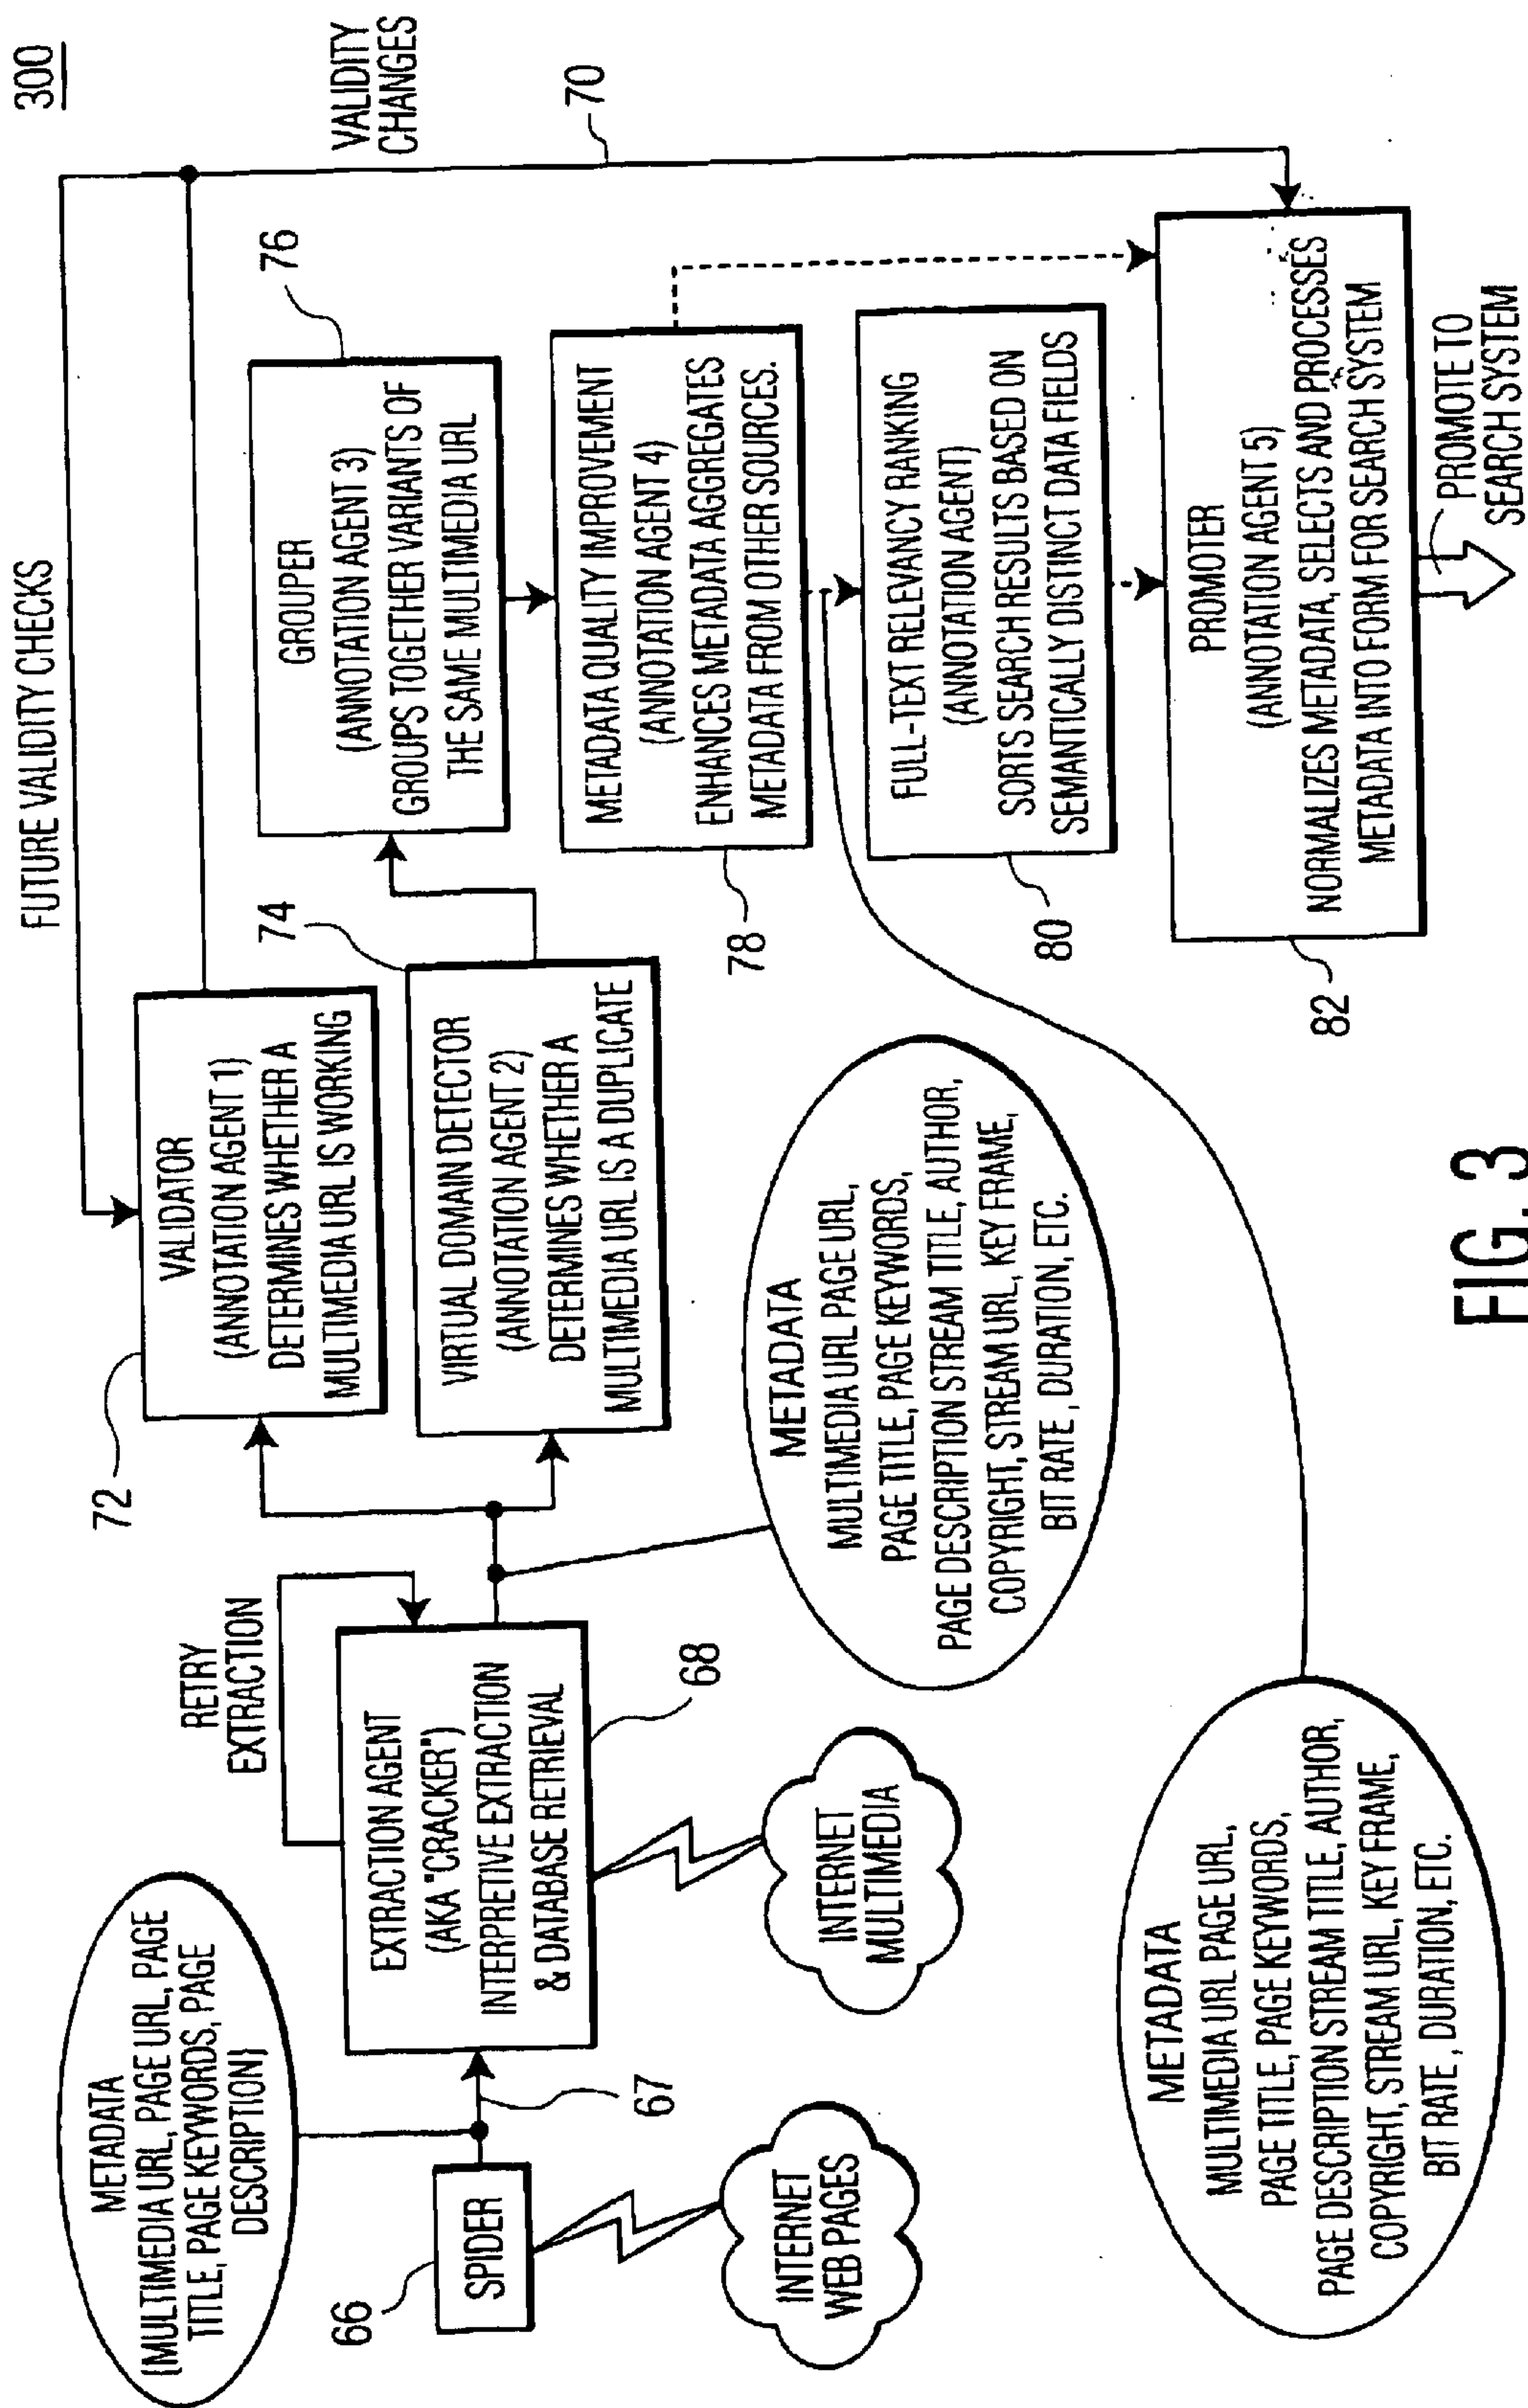 300
FUTURE VALIDITY CHECKS
VALIDITY
CHANGES
70
METADATA
(MULTIMEDIA URL, PAGE URL, PAGE
TITLE, PAGE KEYWORDS, PAGE
DESCRIPTION)
66
SPIDER
67
INTERNET
WEB PAGES
RETRY
EXTRACTION
EXTRACTION AGENT
(AKA "CRACKER")
INTERPRETIVE EXTRACTION
& DATABASE RETRIEVAL
68
INTERNET
MULTIMEDIA
72
VALIDATOR
(ANNOTATION AGENT 1)
DETERMINES WHETHER A
MULTIMEDIA URL IS WORKING
74
VIRTUAL DOMAIN DETECTOR
(ANNOTATION AGENT 2)
DETERMINES WHETHER A
MULTIMEDIA URL IS A DUPLICATE
METADATA
MULTIMEDIA URL PAGE URL,
PAGE TITLE, PAGE KEYWORDS,
PAGE DESCRIPTION STREAM TITLE, AUTHOR,
COPYRIGHT, STREAM URL, KEY FRAME,
BIT RATE , DURATION, ETC.
76
GROUPER
(ANNOTATION AGENT 3)
GROUPS TOGETHER VARIANTS OF
THE SAME MULTIMEDIA URL
METADATA QUALITY IMPROVEMENT
(ANNOTATION AGENT 4)
ENHANCES METADATA AGGREGATES
METADATA FROM OTHER SOURCES.
78
FULL-TEXT RELEVANCY RANKING
(ANNOTATION AGENT)
SORTS SEARCH RESULTS BASED ON
SEMANTICALLY DISTINCT DATA FIELDS
80
PROMOTER
(ANNOTATION AGENT 5)
NORMALIZES METADATA, SELECTS AND PROCESSES
METADATA INTO FORM FOR SEARCH SYSTEM
82
PROMOTE TO
SEARCH SYSTEM
METADATA
MULTIMEDIA URL PAGE URL,
PAGE TITLE, PAGE KEYWORDS,
PAGE DESCRIPTION STREAM TITLE, AUTHOR,
COPYRIGHT, STREAM URL, KEY FRAME,
BIT RATE , DURATION, ETC.
FIG. 3